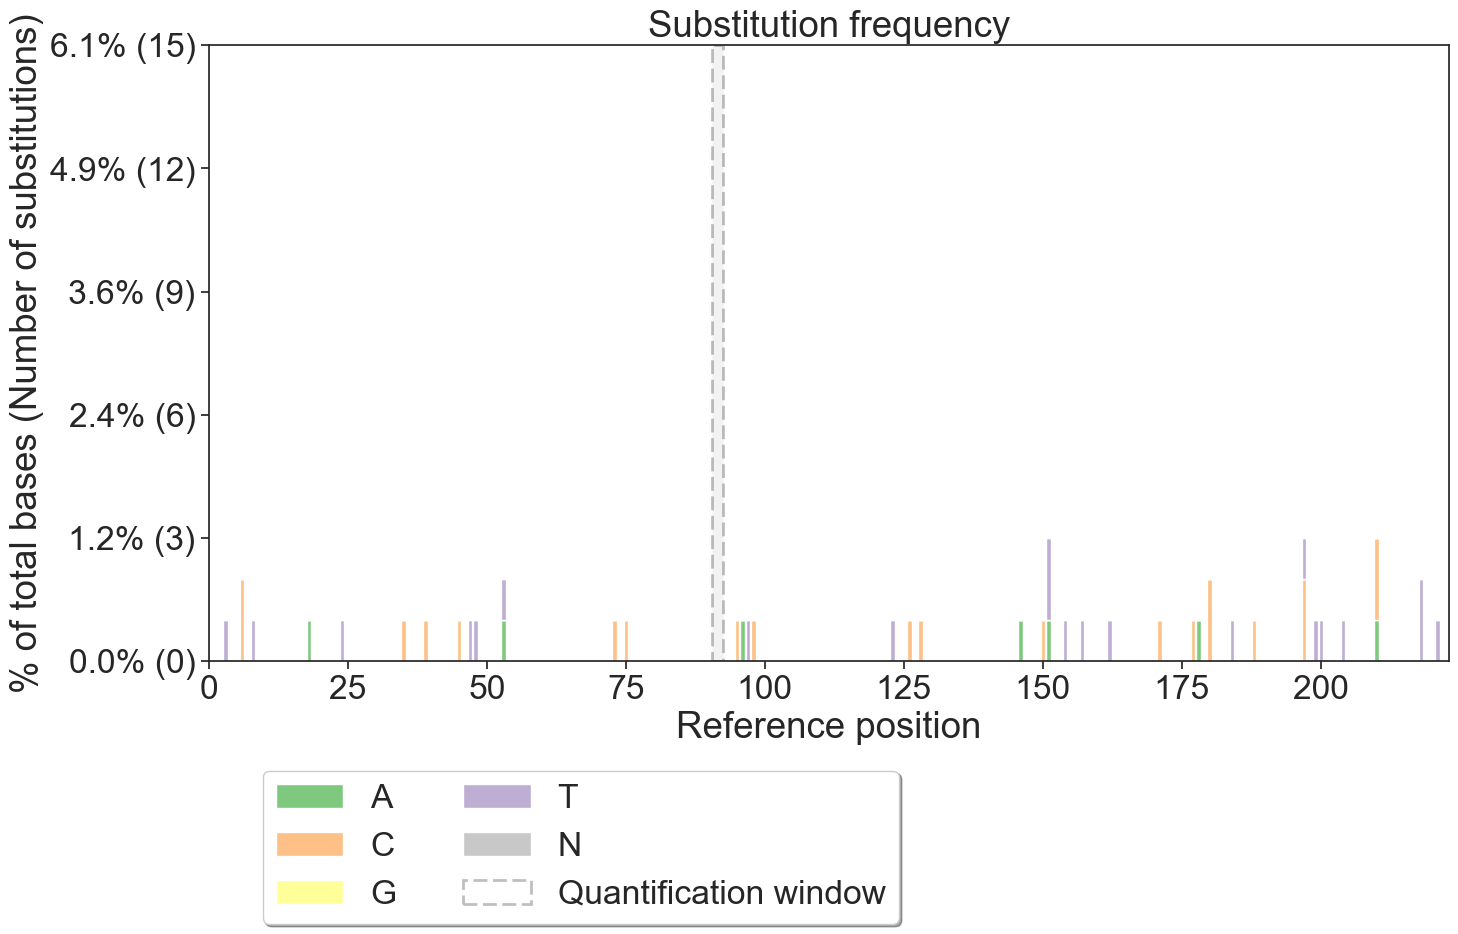 Substitution frequency
% of total bases (Number of substitutions)
6.1% (15)
4.9% (12)
3.6% (9)
2.4% (6)
1.2% (3)
0.0% (0)
0 25 50 75 100 125 150 175 200
Reference position
A T
C N
G Quantification window